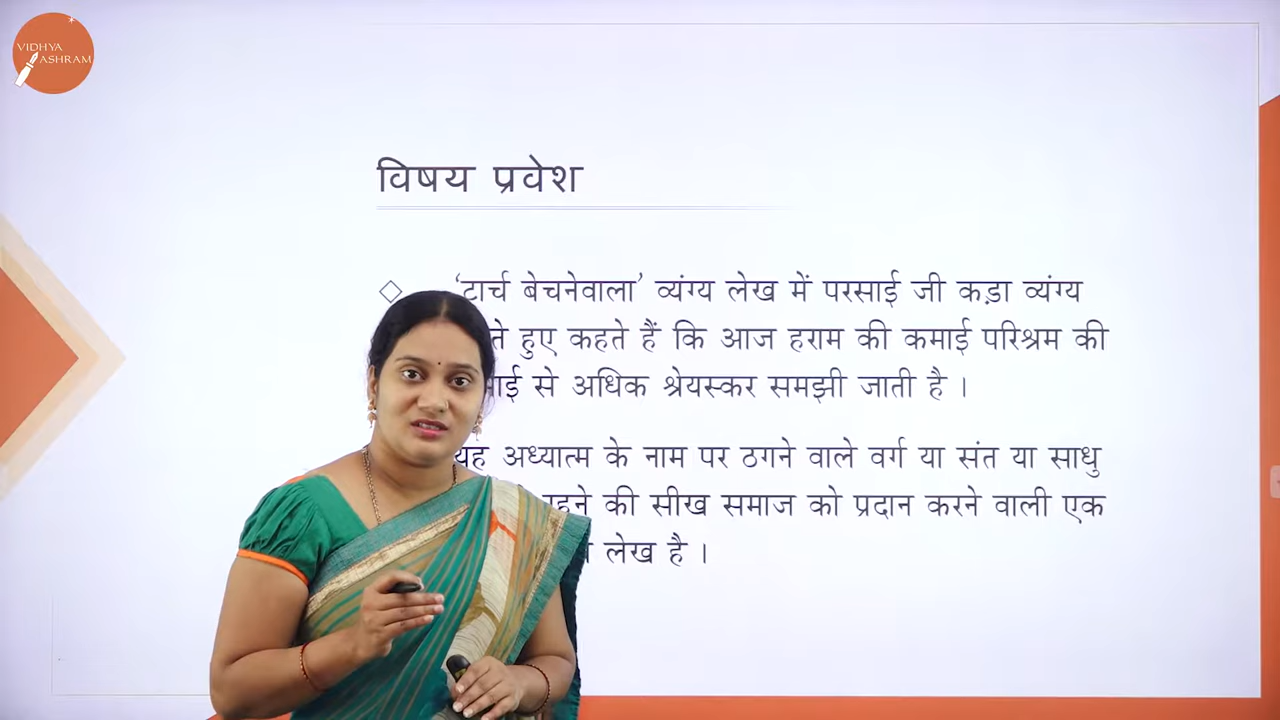 VIDHYA
ASHRAM
विषय प्रवेश
‘टार्च बेचनेवाला’ व्यंग्य लेख में परसाई जी कड़ा व्यंग्य
हुए कहते हैं कि आज हराम की कमाई परिश्रम की
से अधिक श्रेयस्कर समझी जाती है ।
यह अध्यात्म के नाम पर ठगने वाले वर्ग या संत या साधु
की सीख समाज को प्रदान करने वाली एक
लेख है ।